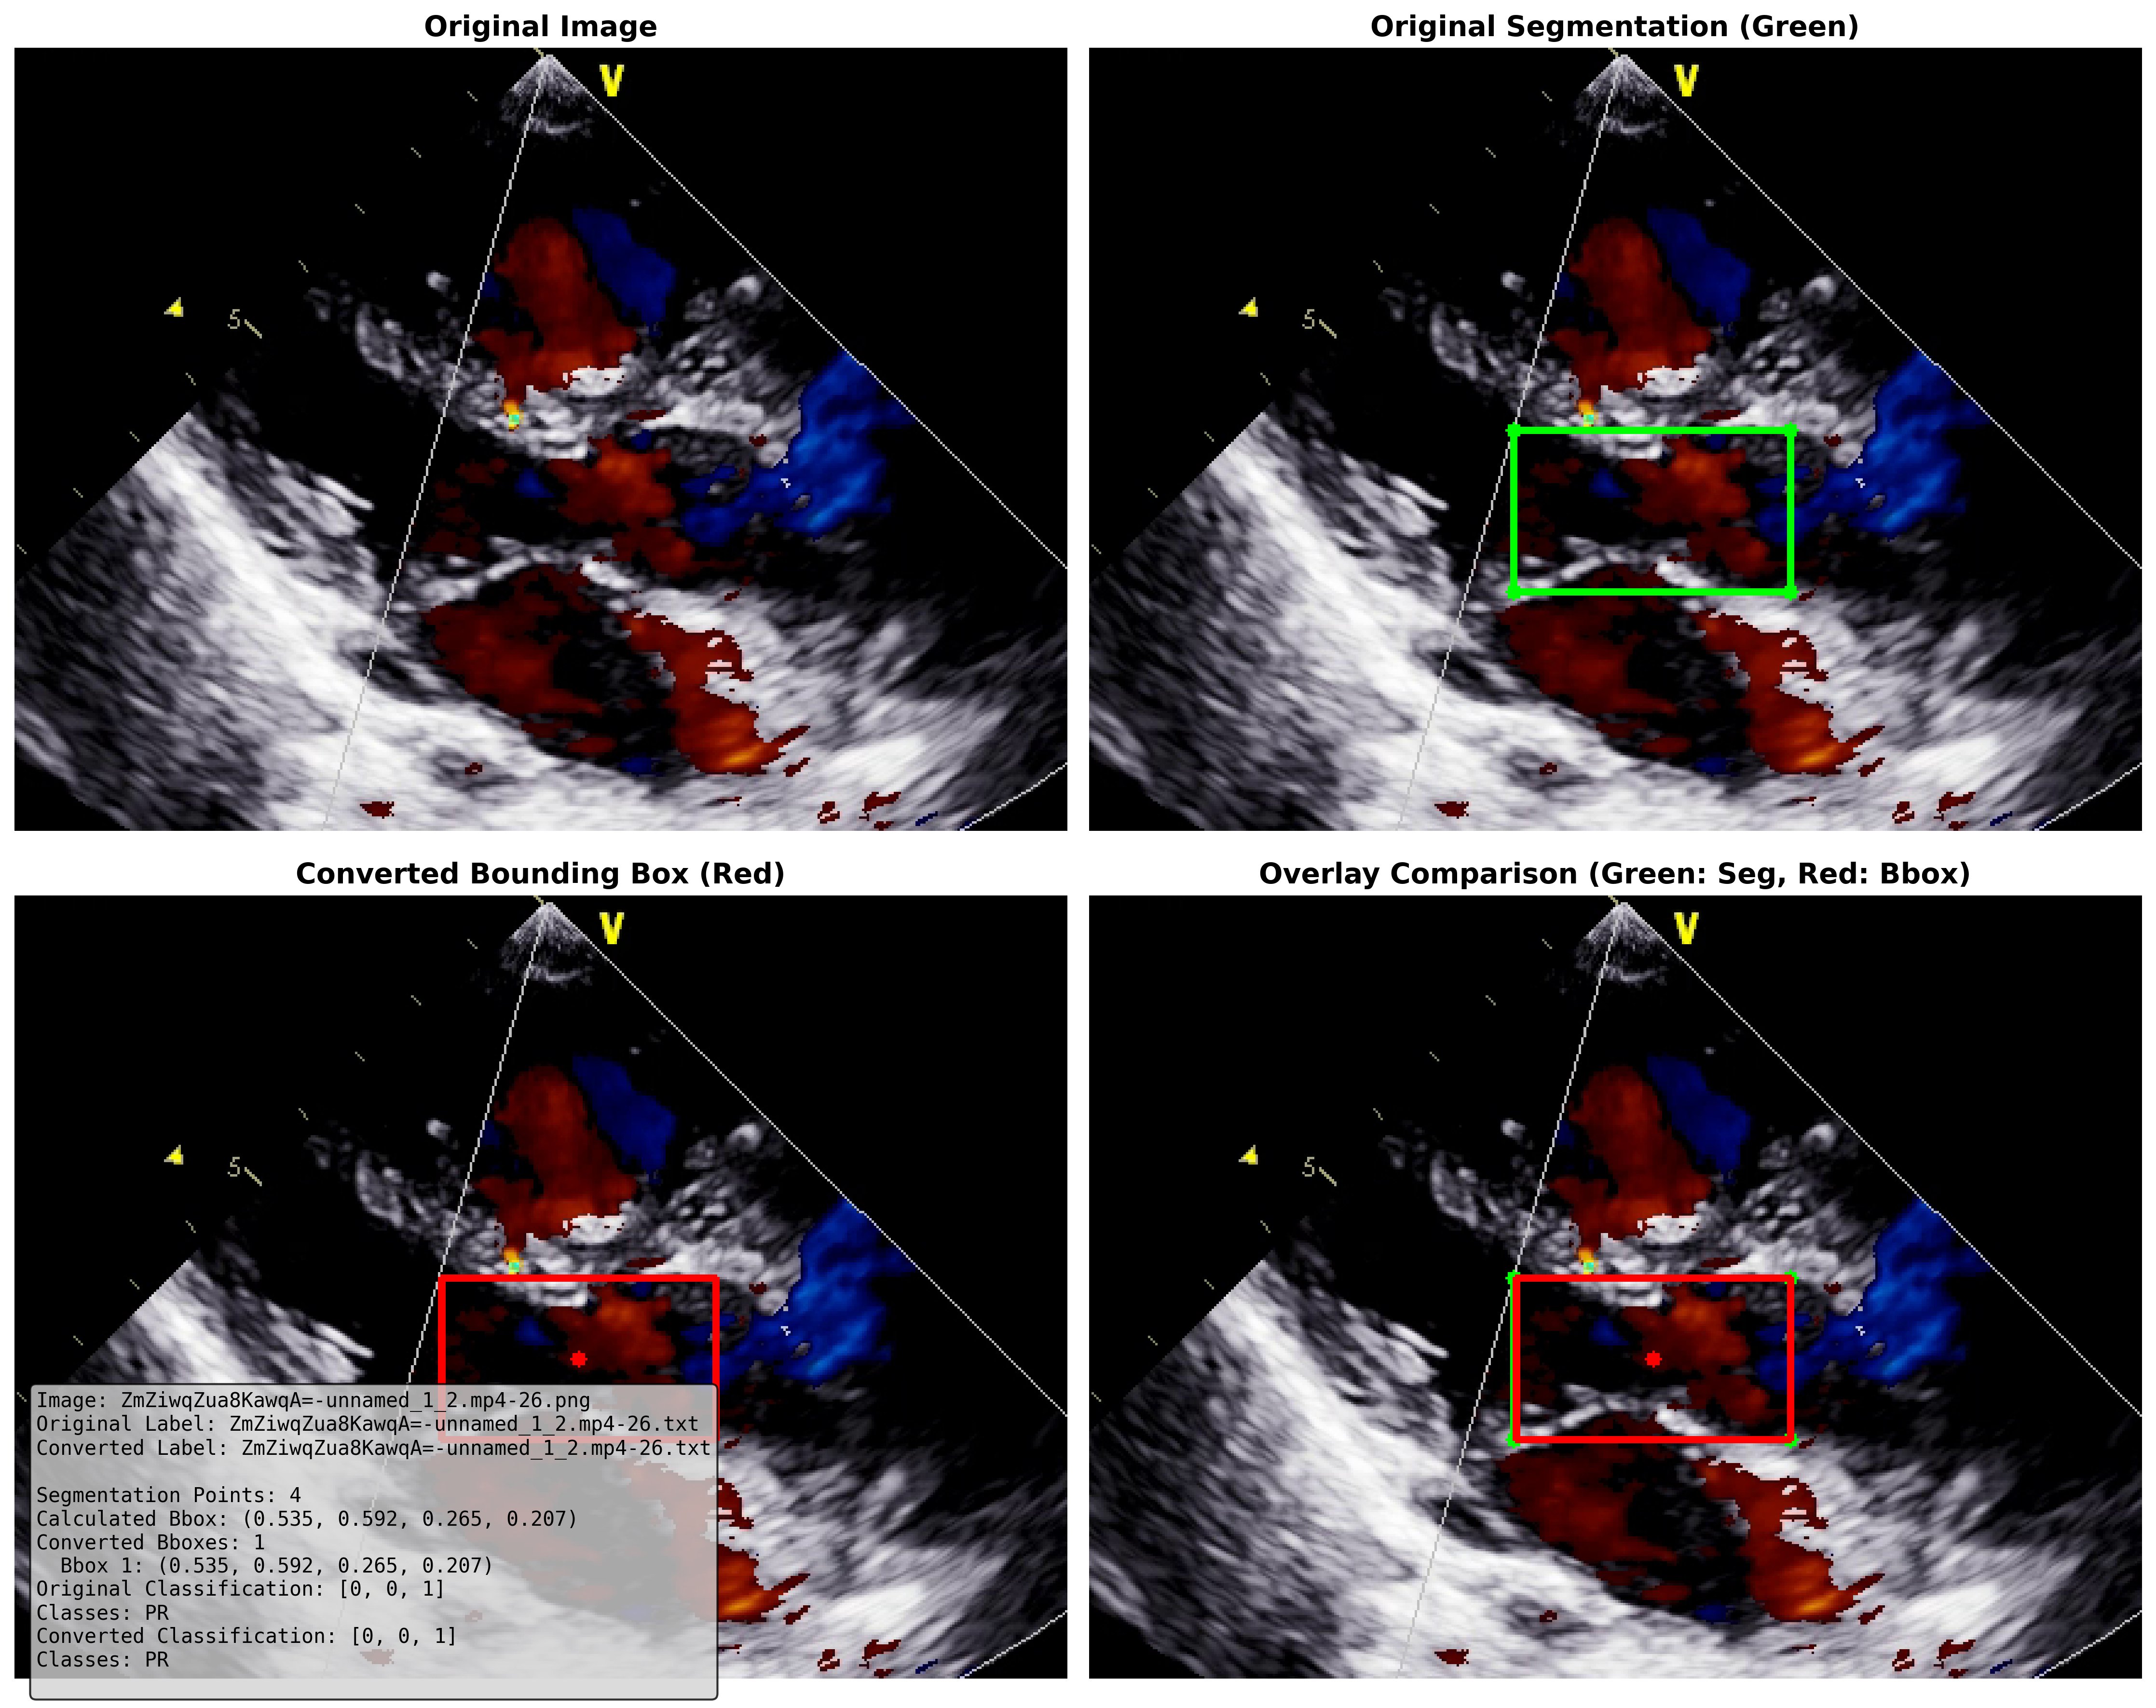 Original Image
Original Segmentation (Green)
V
5
V
5
Converted Bounding Box (Red)
Overlay Comparison (Green: Seg, Red: Bbox)
V
5
V
5
Image: ZmZiwqZua8KawqA=-unnamed_1_2.mp4-26.png
Original Label: ZmZiwqZua8KawqA=-unnamed_1_2.mp4-26.txt
Converted Label: ZmZiwqZua8KawqA=-unnamed_1_2.mp4-26.txt
Segmentation Points: 4
Calculated Bbox: (0.535, 0.592, 0.265, 0.207)
Converted Bboxes: 1
Bbox 1: (0.535, 0.592, 0.265, 0.207)
Original Classification: [0, 0, 1]
Classes: PR
Converted Classification: [0, 0, 1]
Classes: PR